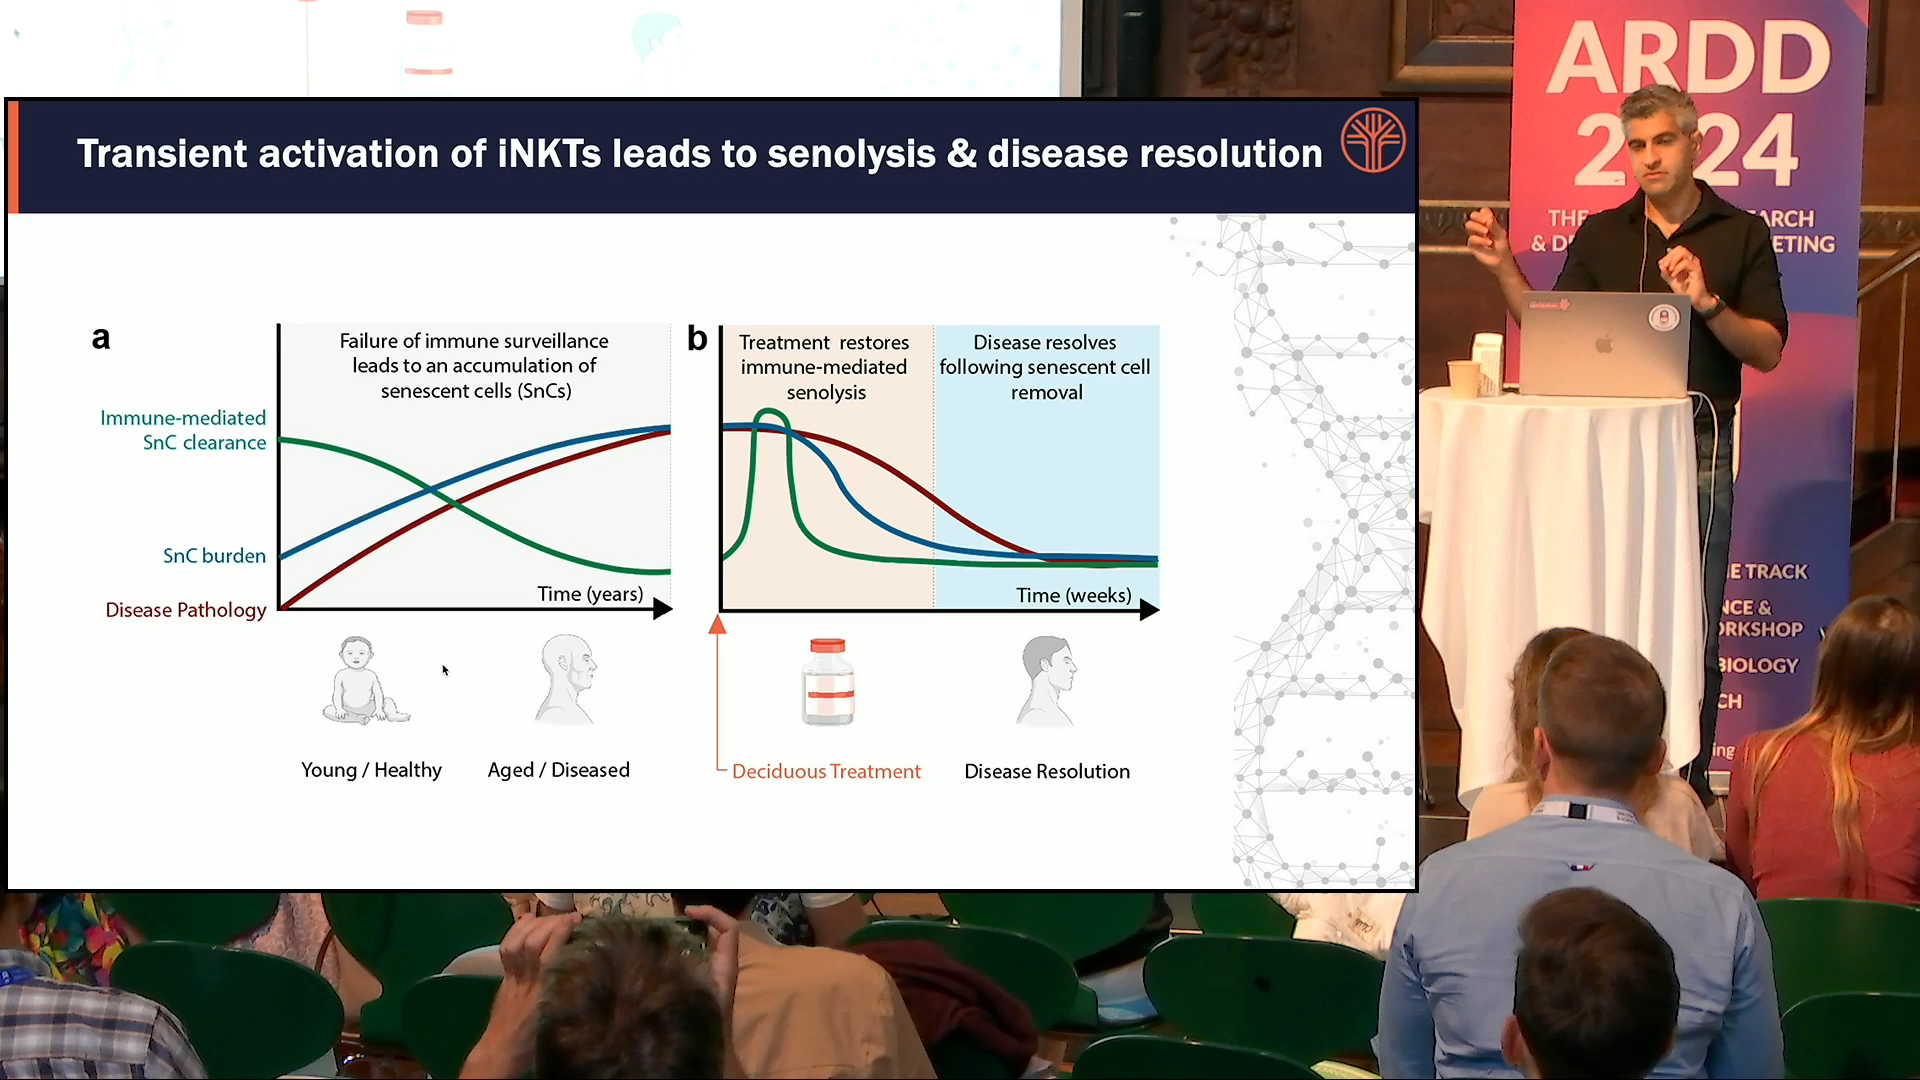 Transient activation of iNKTs leads to senolysis & disease resolution
a
Failure of immune surveillance
leads to an accumulation of
senescent cells (SnCs)
Immune-mediated
SnC clearance
SnC burden
Disease Pathology
Time (years)
Young / Healthy
Aged / Diseased
b
Treatment restores
immune-mediated
senolysis
Disease resolves
following senescent cell
removal
Time (weeks)
Deciduous Treatment
Disease Resolution
ARDD
2 24
THE ARCH
& D ETING
E TRACK
NCE &
ORKSHOP
BIOLOGY
CH
ing